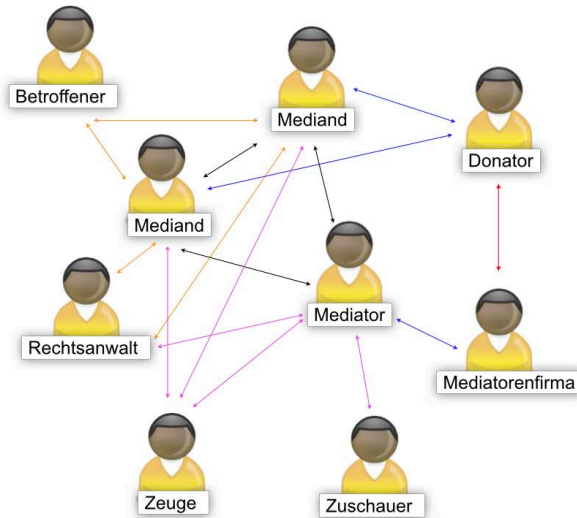 Betroffener
Mediand
Donator
Mediand
Mediator
Rechtsanwalt
Mediatorenfirma
Zeuge
Zuschauer